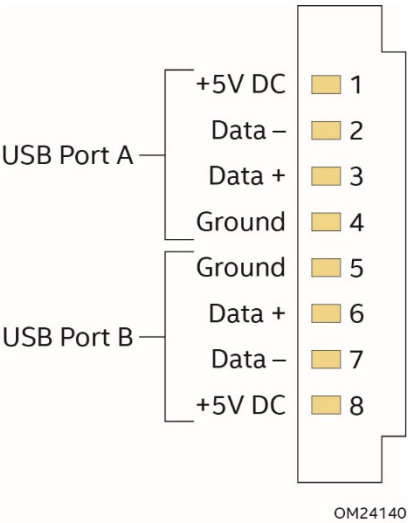 +5V DC 1
Data – 2
USB Port A
Data + 3
Ground 4
Ground 5
Data + 6
USB Port B
Data – 7
+5V DC 8
OM24140